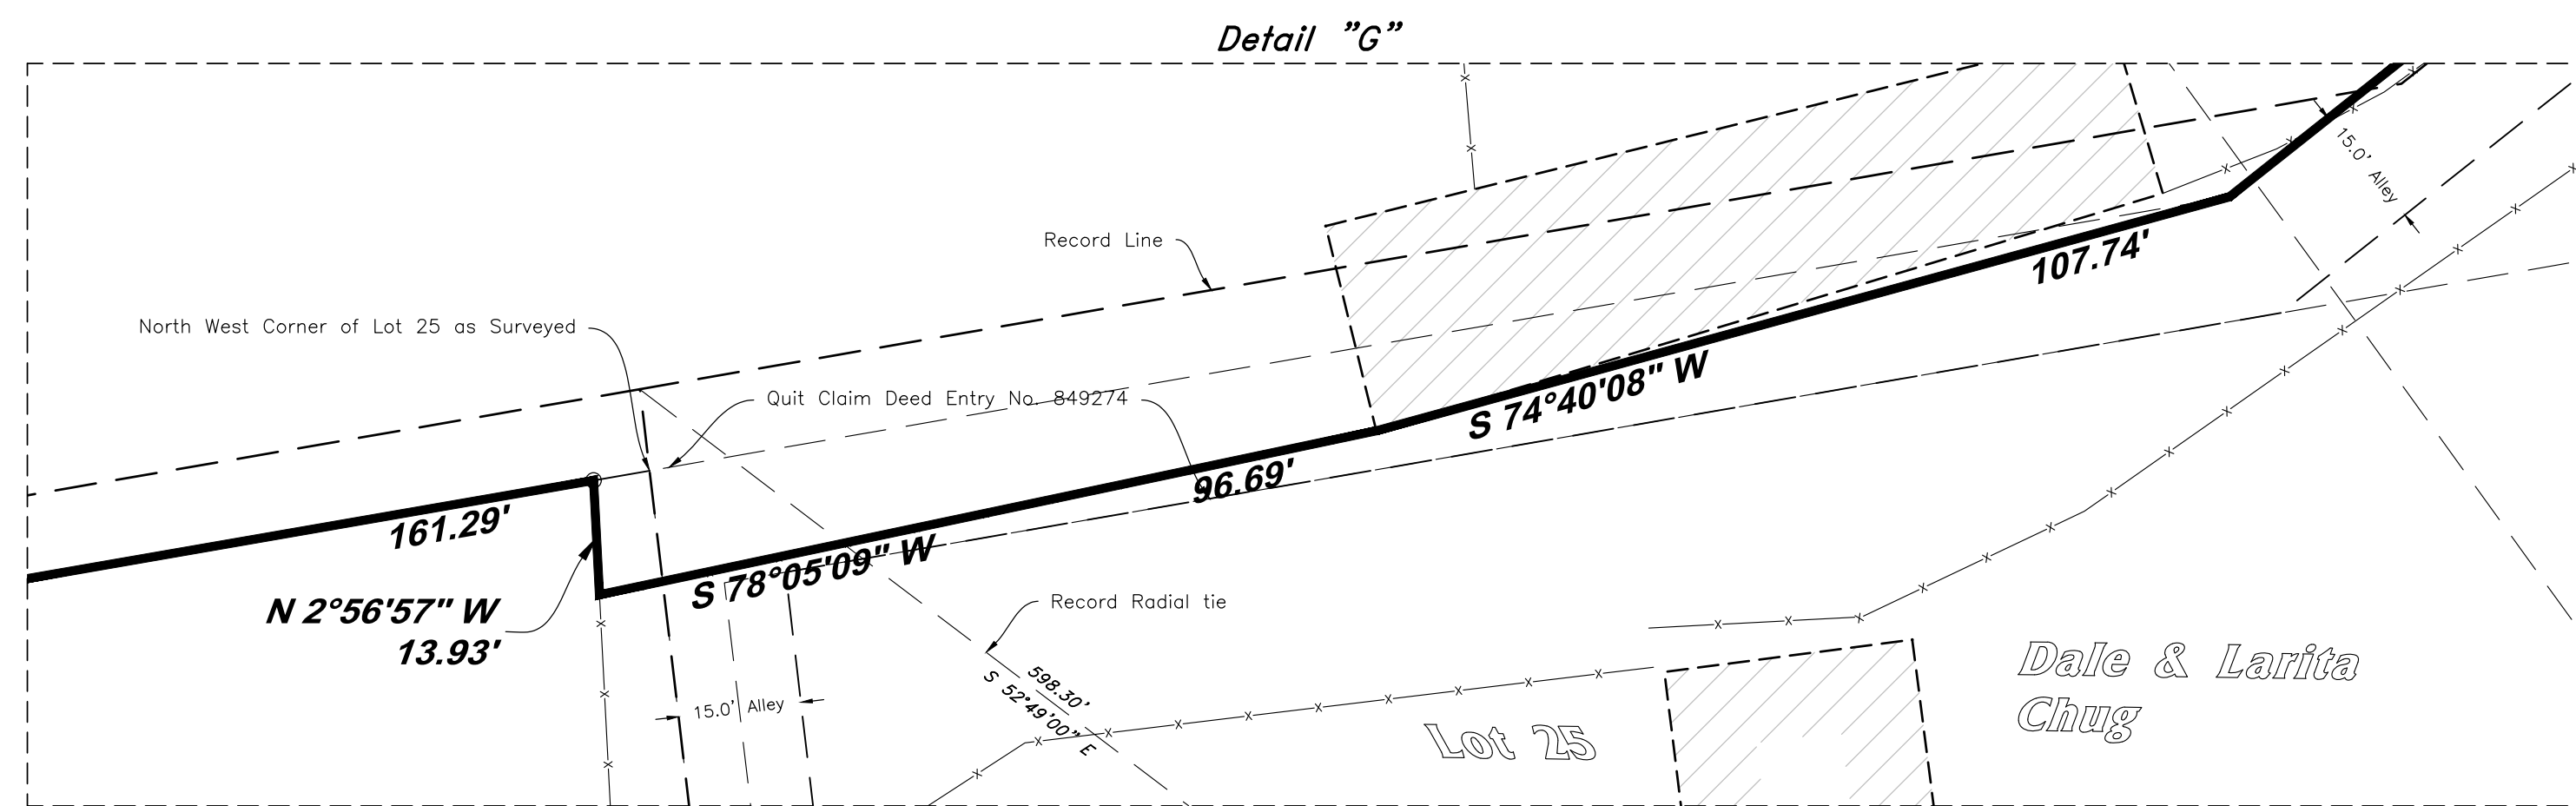 Detail "G"
15.0' Alley
Record Line
107.74'
North West Corner of Lot 25 as Surveyed
Quit Claim Deed Entry No. 849274
S 74°40'08" W
96.69'
161.29'
S 78°05'09" W
N 2°56'57" W
13.93'
Record Radial tie
598.30'
S 52°49'00" E
15.0' Alley
Lot 25
Dale & Larita
Chug